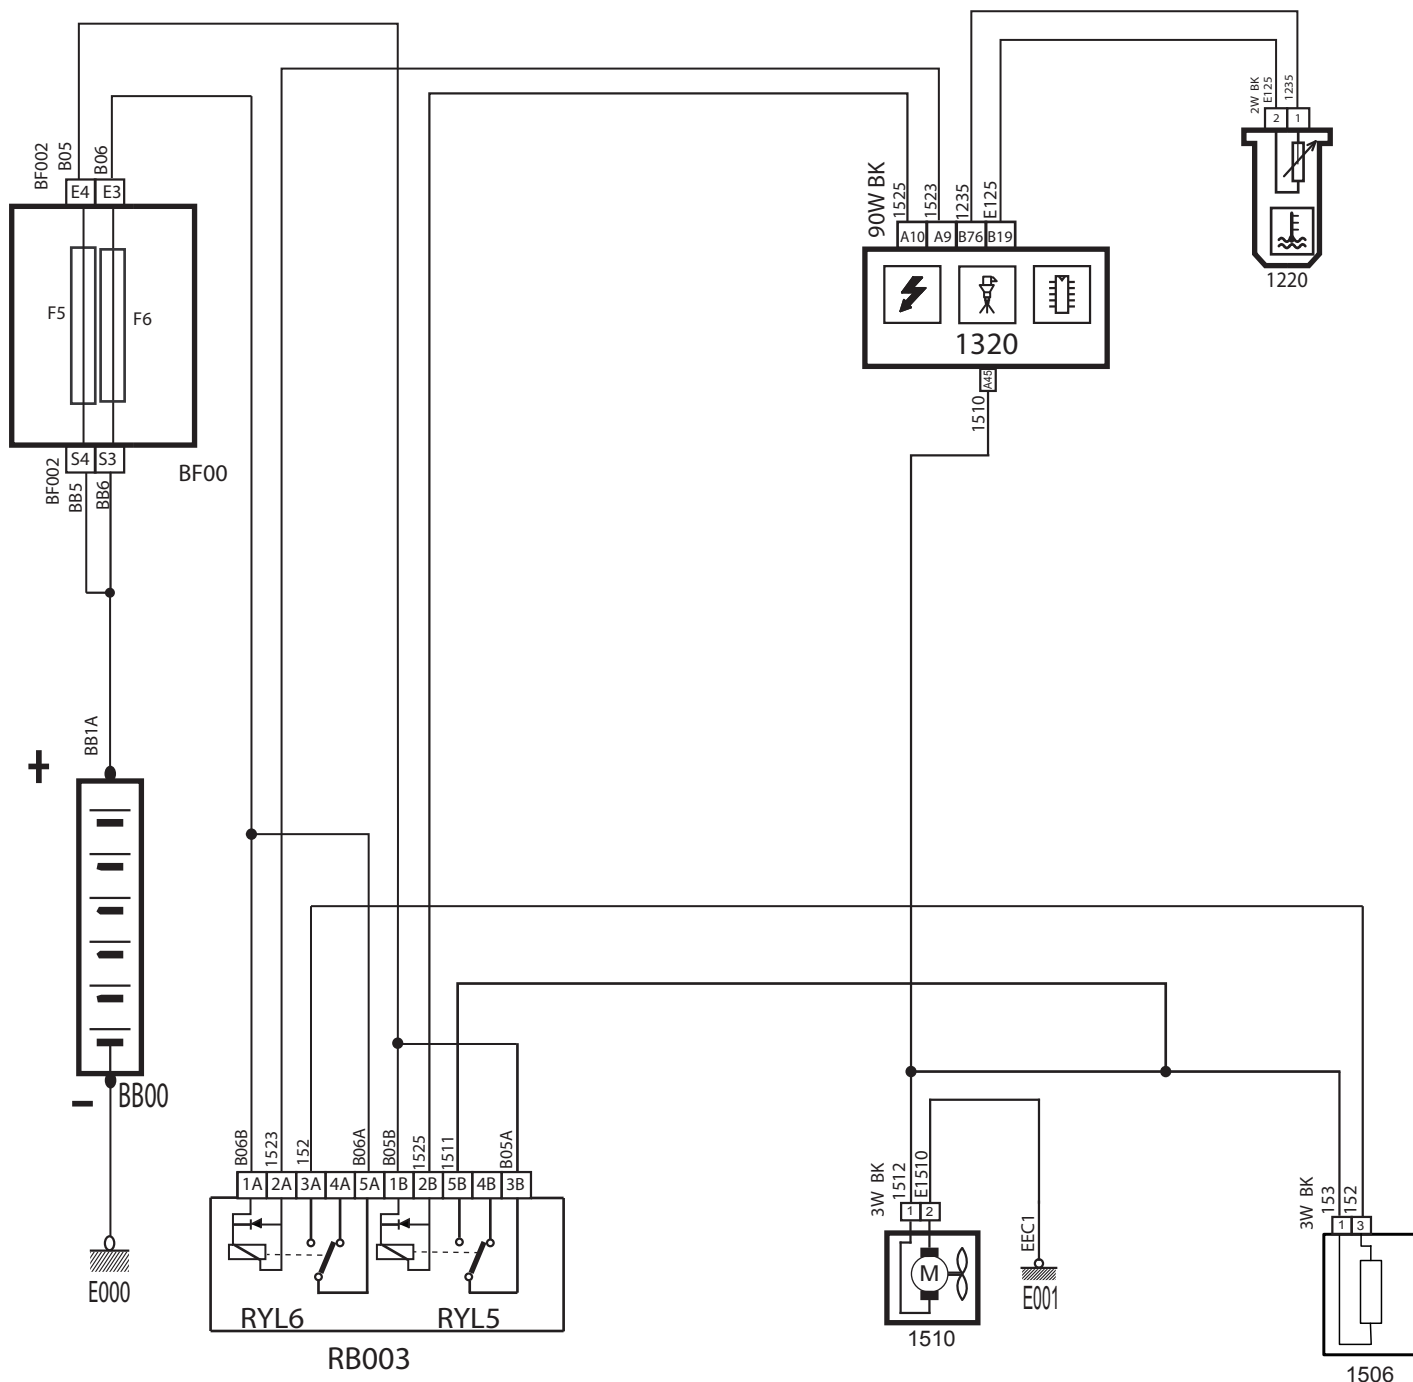 BF002
B05
B06
E4 E3
F5
F6
S4 S3
BF002
BB5
BB6
BF00
90W BK
1525
1523
1235
E125
A10 A9 B76 B19
1320
A45
1510
2W BK
E125
1235
2 1
1220
BB1A
+
−
BB00
E000
B06B
1523
152
B06A
B05B
1525
1511
B05A
1A 2A 3A 4A 5A 1B 2B 5B 4B 3B
RYL6
RYL5
RB003
3W BK
1512
E1510
1 2
M
1510
EEC1
E001
3W BK
153
152
1 3
1506